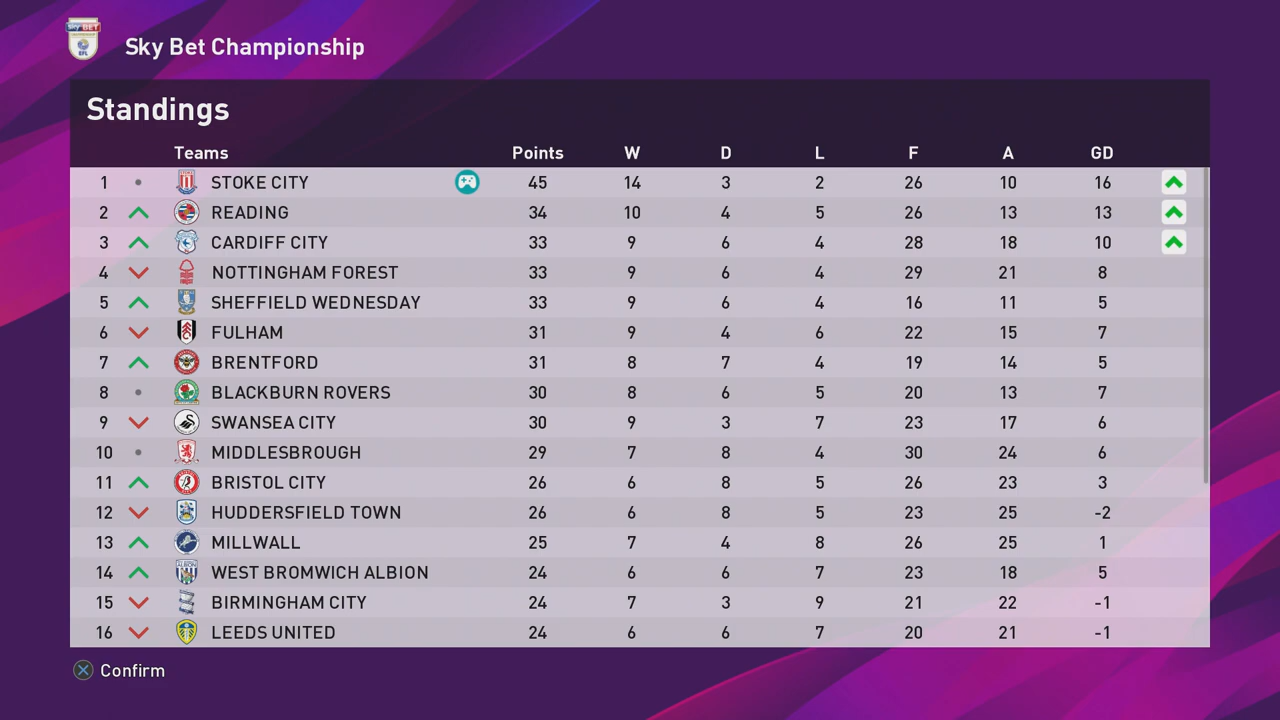 SKY BET
EFL
Sky Bet Championship
Standings
Teams Points W D L F A GD
1 STOKE CITY 45 14 3 2 26 10 16
2 READING 34 10 4 5 26 13 13
3 CARDIFF CITY 33 9 6 4 28 18 10
4 NOTTINGHAM FOREST 33 9 6 4 29 21 8
5 SHEFFIELD WEDNESDAY 33 9 6 4 16 11 5
6 FULHAM 31 9 4 6 22 15 7
7 BRENTFORD 31 8 7 4 19 14 5
8 BLACKBURN ROVERS 30 8 6 5 20 13 7
9 SWANSEA CITY 30 9 3 7 23 17 6
10 MIDDLESBROUGH 29 7 8 4 30 24 6
11 BRISTOL CITY 26 6 8 5 26 23 3
12 HUDDERSFIELD TOWN 26 6 8 5 23 25 -2
13 MILLWALL 25 7 4 8 26 25 1
14 WEST BROMWICH ALBION 24 6 6 7 23 18 5
15 BIRMINGHAM CITY 24 7 3 9 21 22 -1
16 LEEDS UNITED 24 6 6 7 20 21 -1
Confirm